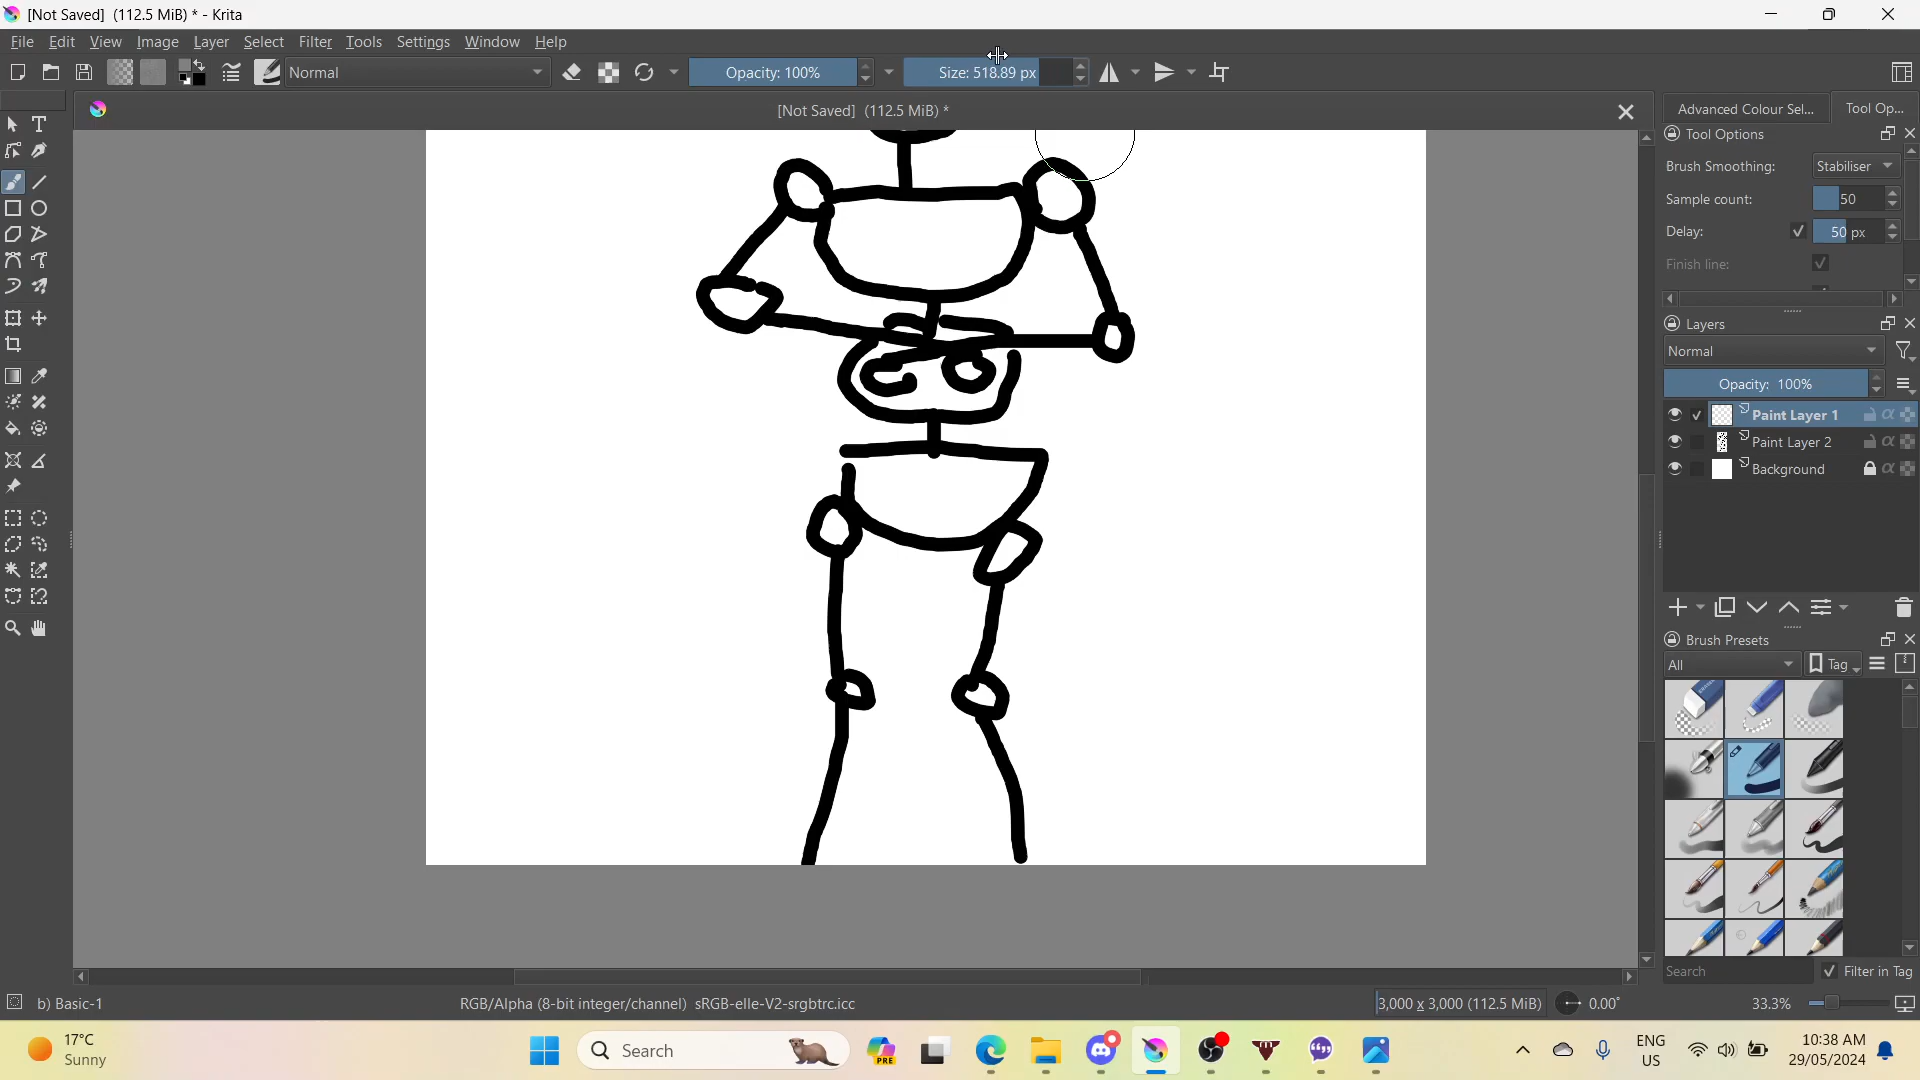 [Not Saved] (112.5 MiB) * - Krita
File Edit View Image Layer Select Filter Tools Settings Window Help
Normal
Opacity: 100%
Size: 518.89 px
[Not Saved] (112.5 MiB) *
Advanced Colour Sel...
Tool Op...
Tool Options
Brush Smoothing:
Stabiliser
Sample count:
50
Delay:
50 px
Finish line:
Layers
Normal
Opacity: 100%
Paint Layer 1
Paint Layer 2
Background
Brush Presets
All
Tag
Search
Filter in Tag
b) Basic-1
RGB/Alpha (8-bit integer/channel) sRGB-elle-V2-srgbtrc.icc
3,000 x 3,000 (112.5 MiB)
0.00°
33.3%
17°C
Sunny
Search
PRE
ENG
US
10:38 AM
29/05/2024